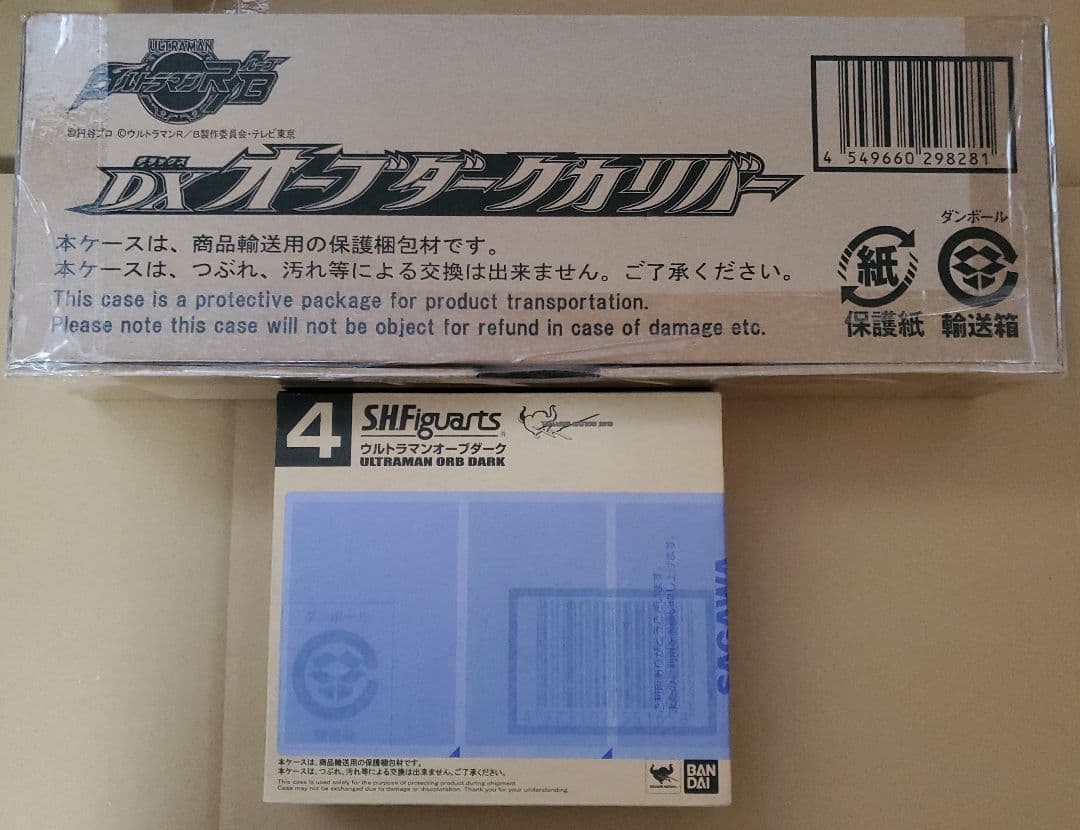 ULTRAMAN
ウルトラマンR/B
ルーブ
©円谷プロ ©ウルトラマンR/B製作委員会・テレビ東京
デラックス
DXオーブダークカリバー
4 549660 298281
本ケースは、商品輸送用の保護梱包材です。
本ケースは、つぶれ、汚れ等による交換は出来ません。ご了承ください。
This case is a protective package for product transportation.
Please note this case will not be object for refund in case of damage etc.
紙
保護紙
ダンボール
輸送箱
4
S.H.Figuarts
ウルトラマンオーブダーク
ULTRAMAN ORB DARK
ダンボール
SAGAWA
本ケースは、商品輸送用の保護梱包材です。
本ケースは、つぶれ、汚れ等による交換は出来ません。ご了承ください。
This case is used solely for the purpose of protecting product during shipment.
Case may not be exchanged due to damage or discoloration. Thank you for your understanding.
BAN
DAI